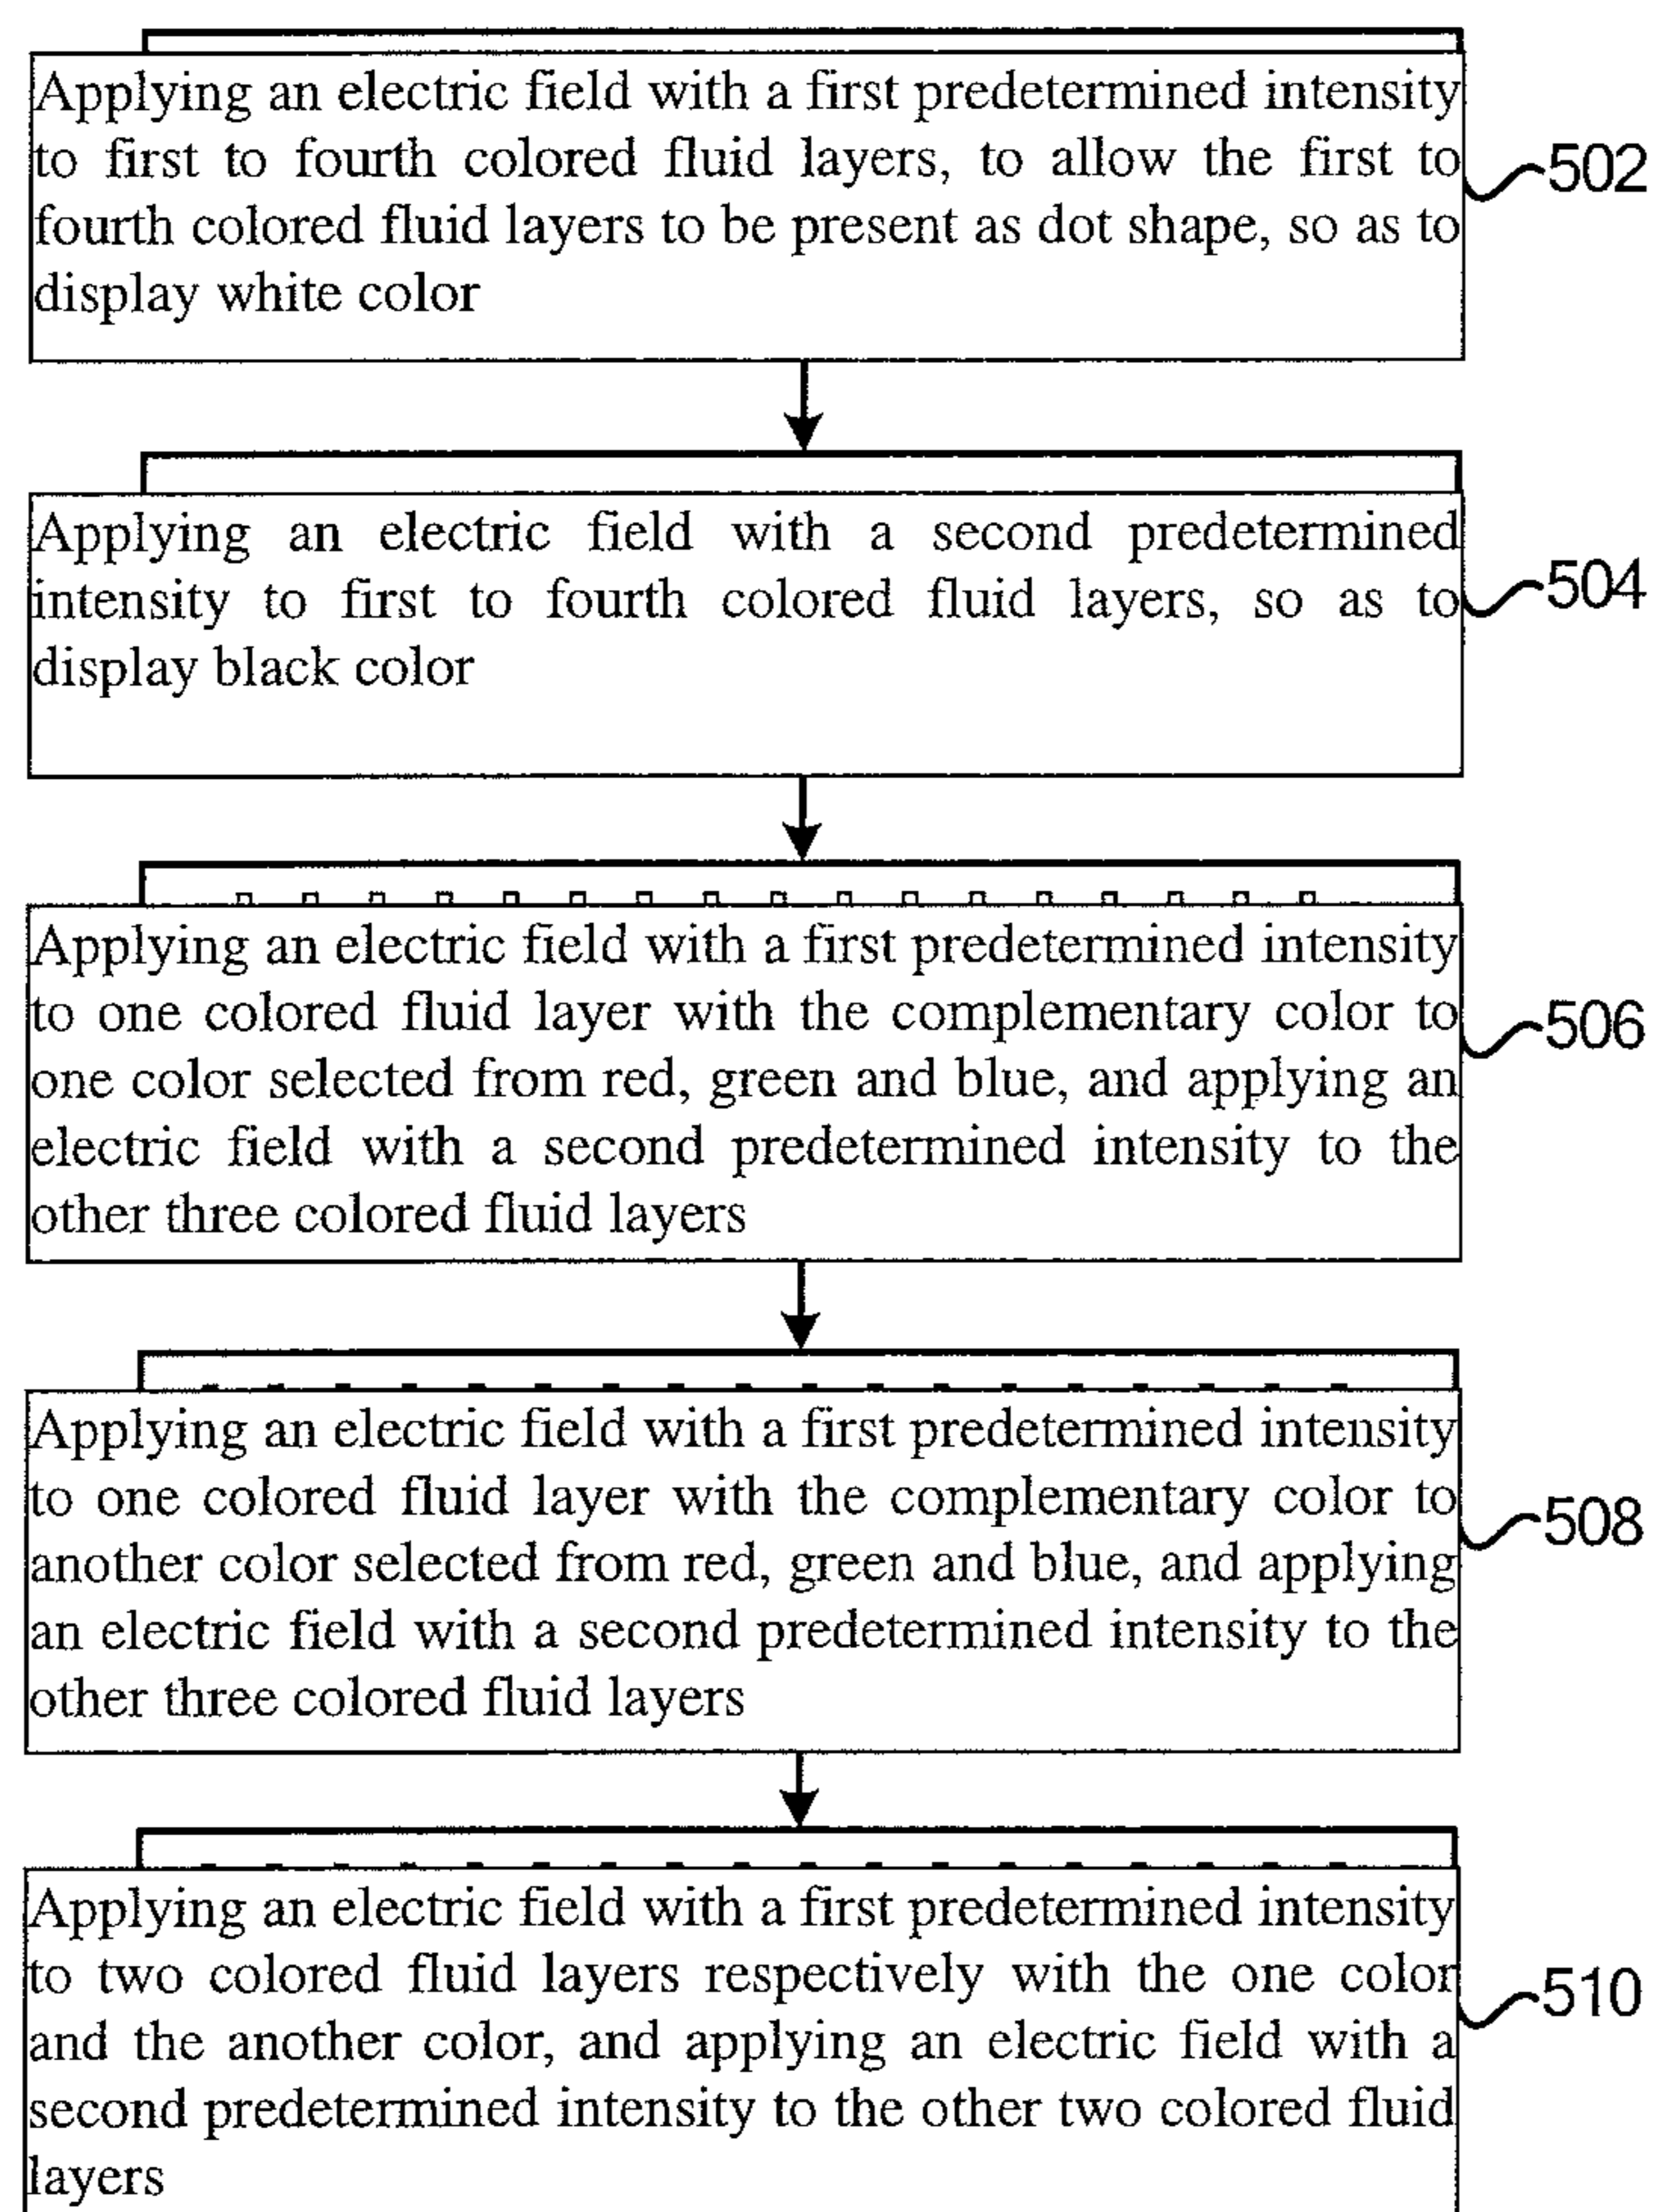 Applying an electric field with a first predetermined intensity
to first to fourth colored fluid layers, to allow the first to
fourth colored fluid layers to be present as dot shape, so as to
display white color
502
Applying an electric field with a second predetermined
intensity to first to fourth colored fluid layers, so as to
display black color
504
Applying an electric field with a first predetermined intensity
to one colored fluid layer with the complementary color to
one color selected from red, green and blue, and applying an
electric field with a second predetermined intensity to the
other three colored fluid layers
506
Applying an electric field with a first predetermined intensity
to one colored fluid layer with the complementary color to
another color selected from red, green and blue, and applying
an electric field with a second predetermined intensity to the
other three colored fluid layers
508
Applying an electric field with a first predetermined intensity
to two colored fluid layers respectively with the one color
and the another color, and applying an electric field with a
second predetermined intensity to the other two colored fluid
layers
510